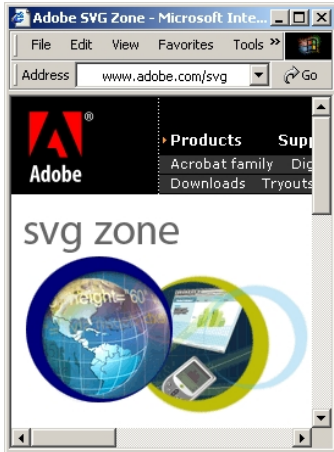 Adobe SVG Zone - Microsoft Inte...
File Edit View Favorites Tools »
Address www.adobe.com/svg Go
®
Adobe
Products Supp
Acrobat family Dig
Downloads Tryouts
svg zone
height="60"